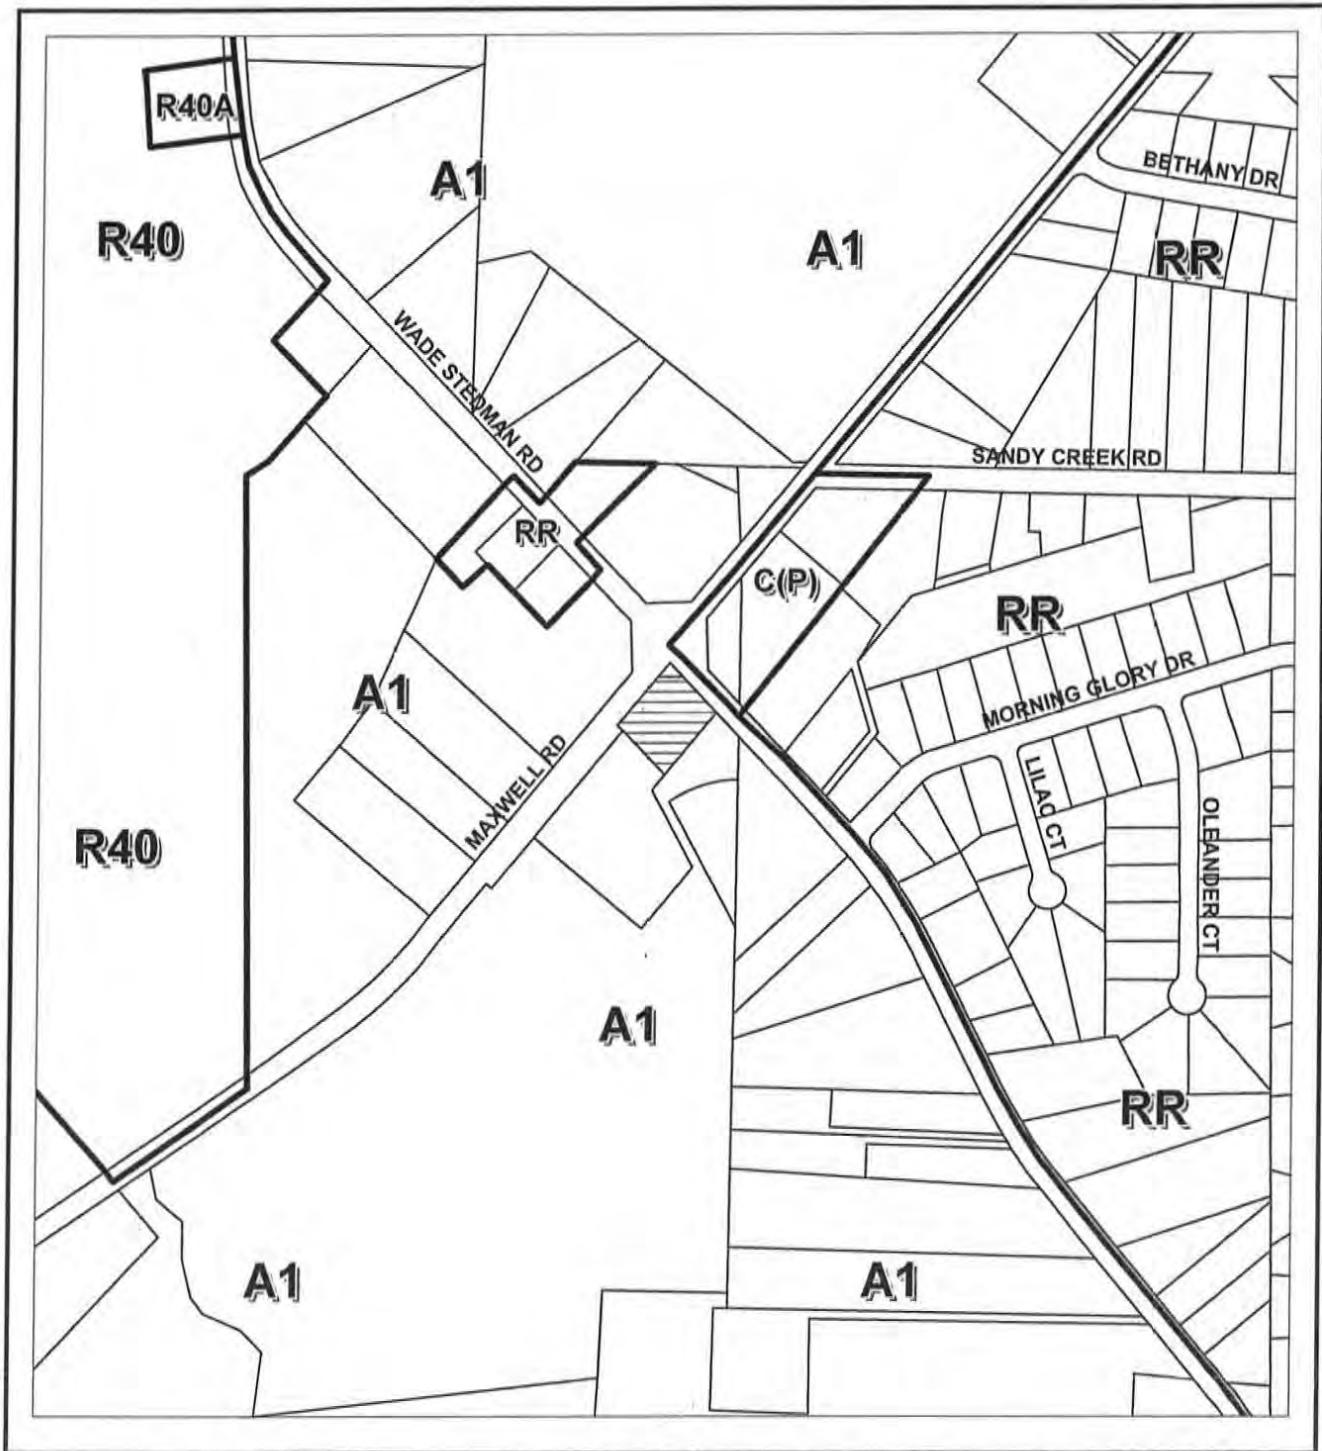 R40A
A1
BETHANY DR
R40
A1
RR
WADE STEDMAN RD
SANDY CREEK RD
RR
C(P)
RR
MORNING GLORY DR
A1
MAXWELL RD
LILAC CT
OLEANDER CT
R40
A1
RR
A1
A1